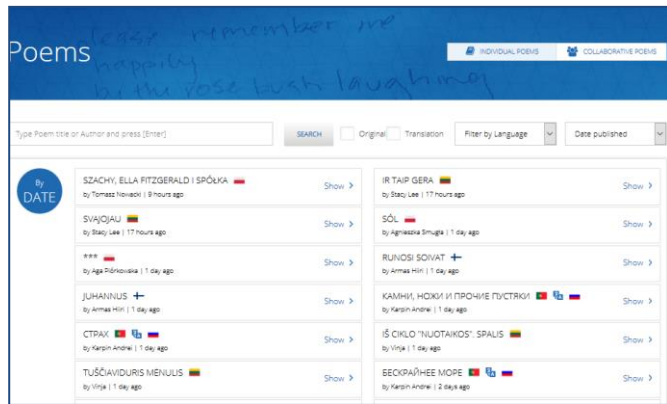 please remember me
happily
by the rose bush laughing
Poems
INDIVIDUAL POEMS
COLLABORATIVE POEMS
Type Poem title or Author and press [Enter]
SEARCH
Original
Translation
Filter by Language
Date published
By
DATE
SZACHY, ELLA FITZGERALD I SPÓŁKA
by Tomasz Nowacki | 9 hours ago
Show >
IR TAIP GERA
by Stacy Lee | 17 hours ago
Show >
SVAJOJAU
by Stacy Lee | 17 hours ago
Show >
SÓL
by Agnieszka Smugła | 1 day ago
Show >
***
by Aga Piórkowska | 1 day ago
Show >
RUNOSI SOIVAT
by Armas Hiiri | 1 day ago
Show >
JUHANNUS
by Armas Hiiri | 1 day ago
Show >
КАМНИ, НОЖИ И ПРОЧИЕ ПУСТЯКИ
by Karpin Andrei | 1 day ago
Show >
СТРАХ
by Karpin Andrei | 1 day ago
Show >
IŠ CIKLO "NUOTAIKOS": SPALIS
by Virija | 1 day ago
Show >
TUŠČIAVIDURIS MĖNULIS
by Virija | 1 day ago
Show >
БЕСКРАЙНЕЕ МОРЕ
by Karpin Andrei | 2 days ago
Show >